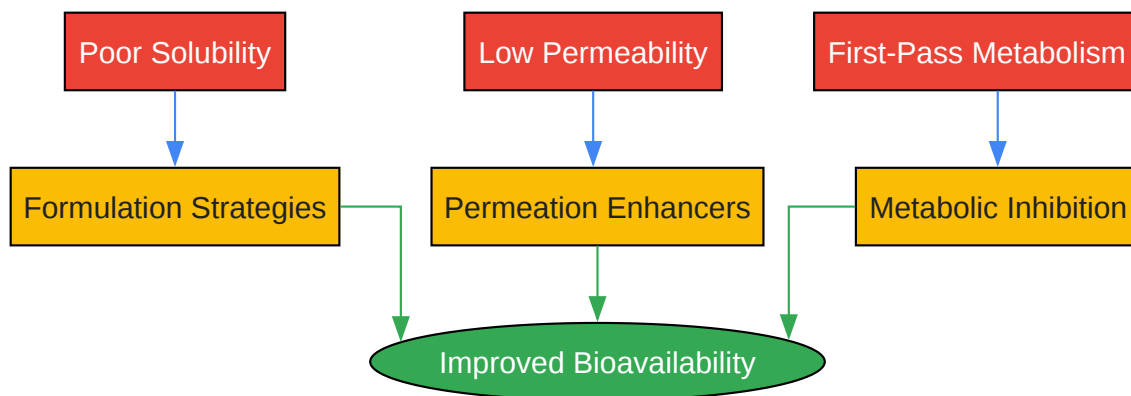 Poor Solubility
Low Permeability
First-Pass Metabolism
Formulation Strategies
Permeation Enhancers
Metabolic Inhibition
Improved Bioavailability